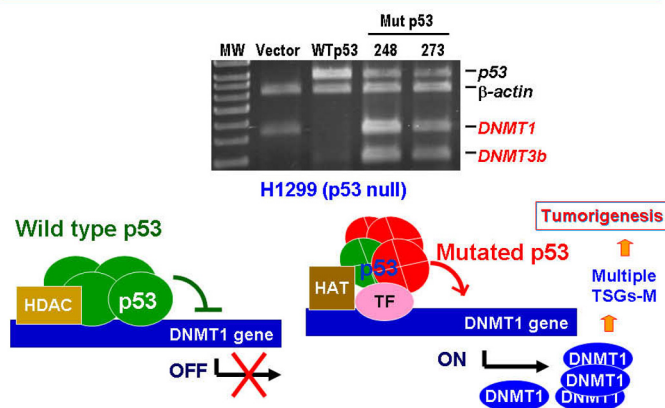 Mut p53
MW Vector WTp53 248 273
p53
β-actin
DNMT1
DNMT3b
H1299 (p53 null)
Wild type p53
HDAC
p53
DNMT1 gene
OFF
Mutated p53
p53
HAT
TF
DNMT1 gene
ON
Tumorigenesis
Multiple
TSGs-M
DNMT1
DNMT1
DNMT1
DNMT1